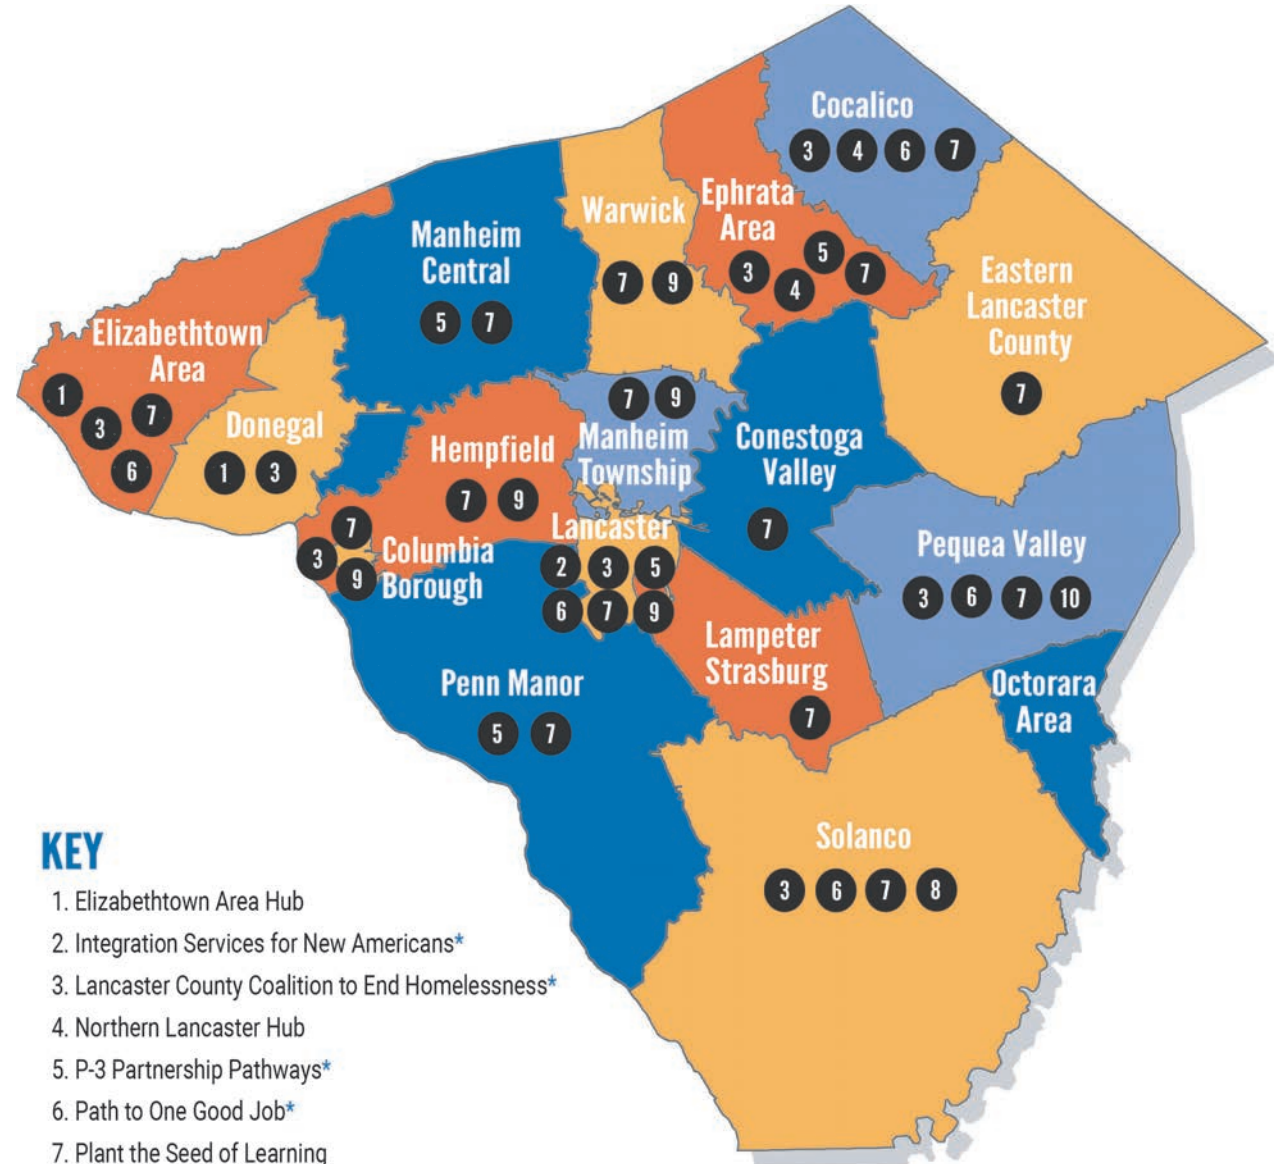 Cocalico
3 4 6 7
Warwick
7 9
Ephrata
Area
3 4 5 7
Manheim
Central
5 7
Eastern
Lancaster
County
7
Elizabethtown
Area
1 3 7 6
Donegal
1 3
Hempfield
7 9
7 9
Manheim
Township
Conestoga
Valley
7
Lancaster
2 3 5
6 7 9
7
3
9
Columbia
Borough
Pequea Valley
3 6 7 10
Lampeter
Strasburg
7
Octorara
Area
Penn Manor
5 7
Solanco
3 6 7 8
KEY
1. Elizabethtown Area Hub
2. Integration Services for New Americans*
3. Lancaster County Coalition to End Homelessness*
4. Northern Lancaster Hub
5. P-3 Partnership Pathways*
6. Path to One Good Job*
7. Plant the Seed of Learning